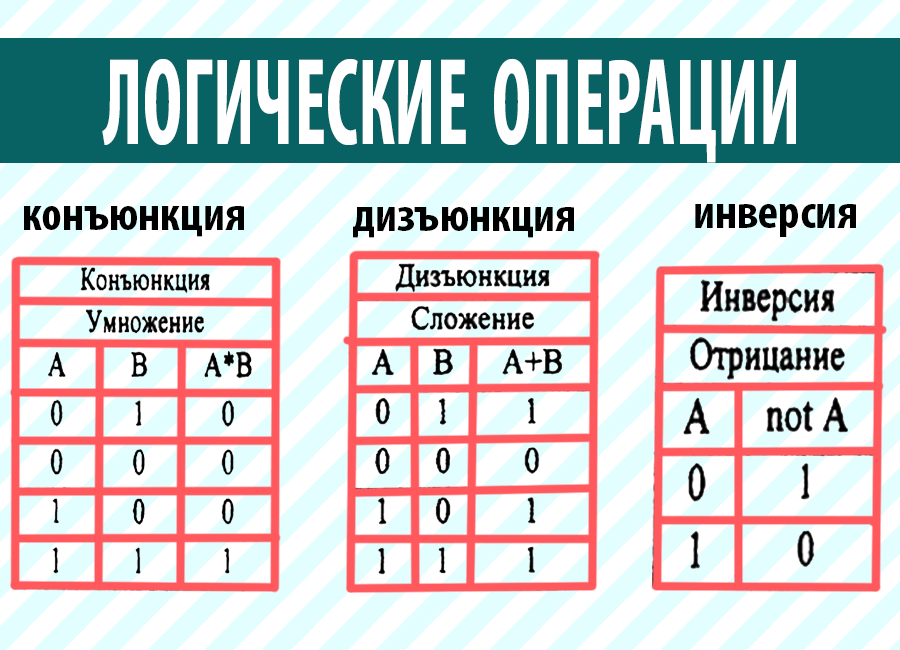 ЛОГИЧЕСКИЕ ОПЕРАЦИИ
конъюнкция
Конъюнкция
Умножение
А В А*В
0 1 0
0 0 0
1 0 0
1 1 1
дизъюнкция
Дизъюнкция
Сложение
А В А+В
0 1 1
0 0 0
1 0 1
1 1 1
инверсия
Инверсия
Отрицание
А not А
0 1
1 0